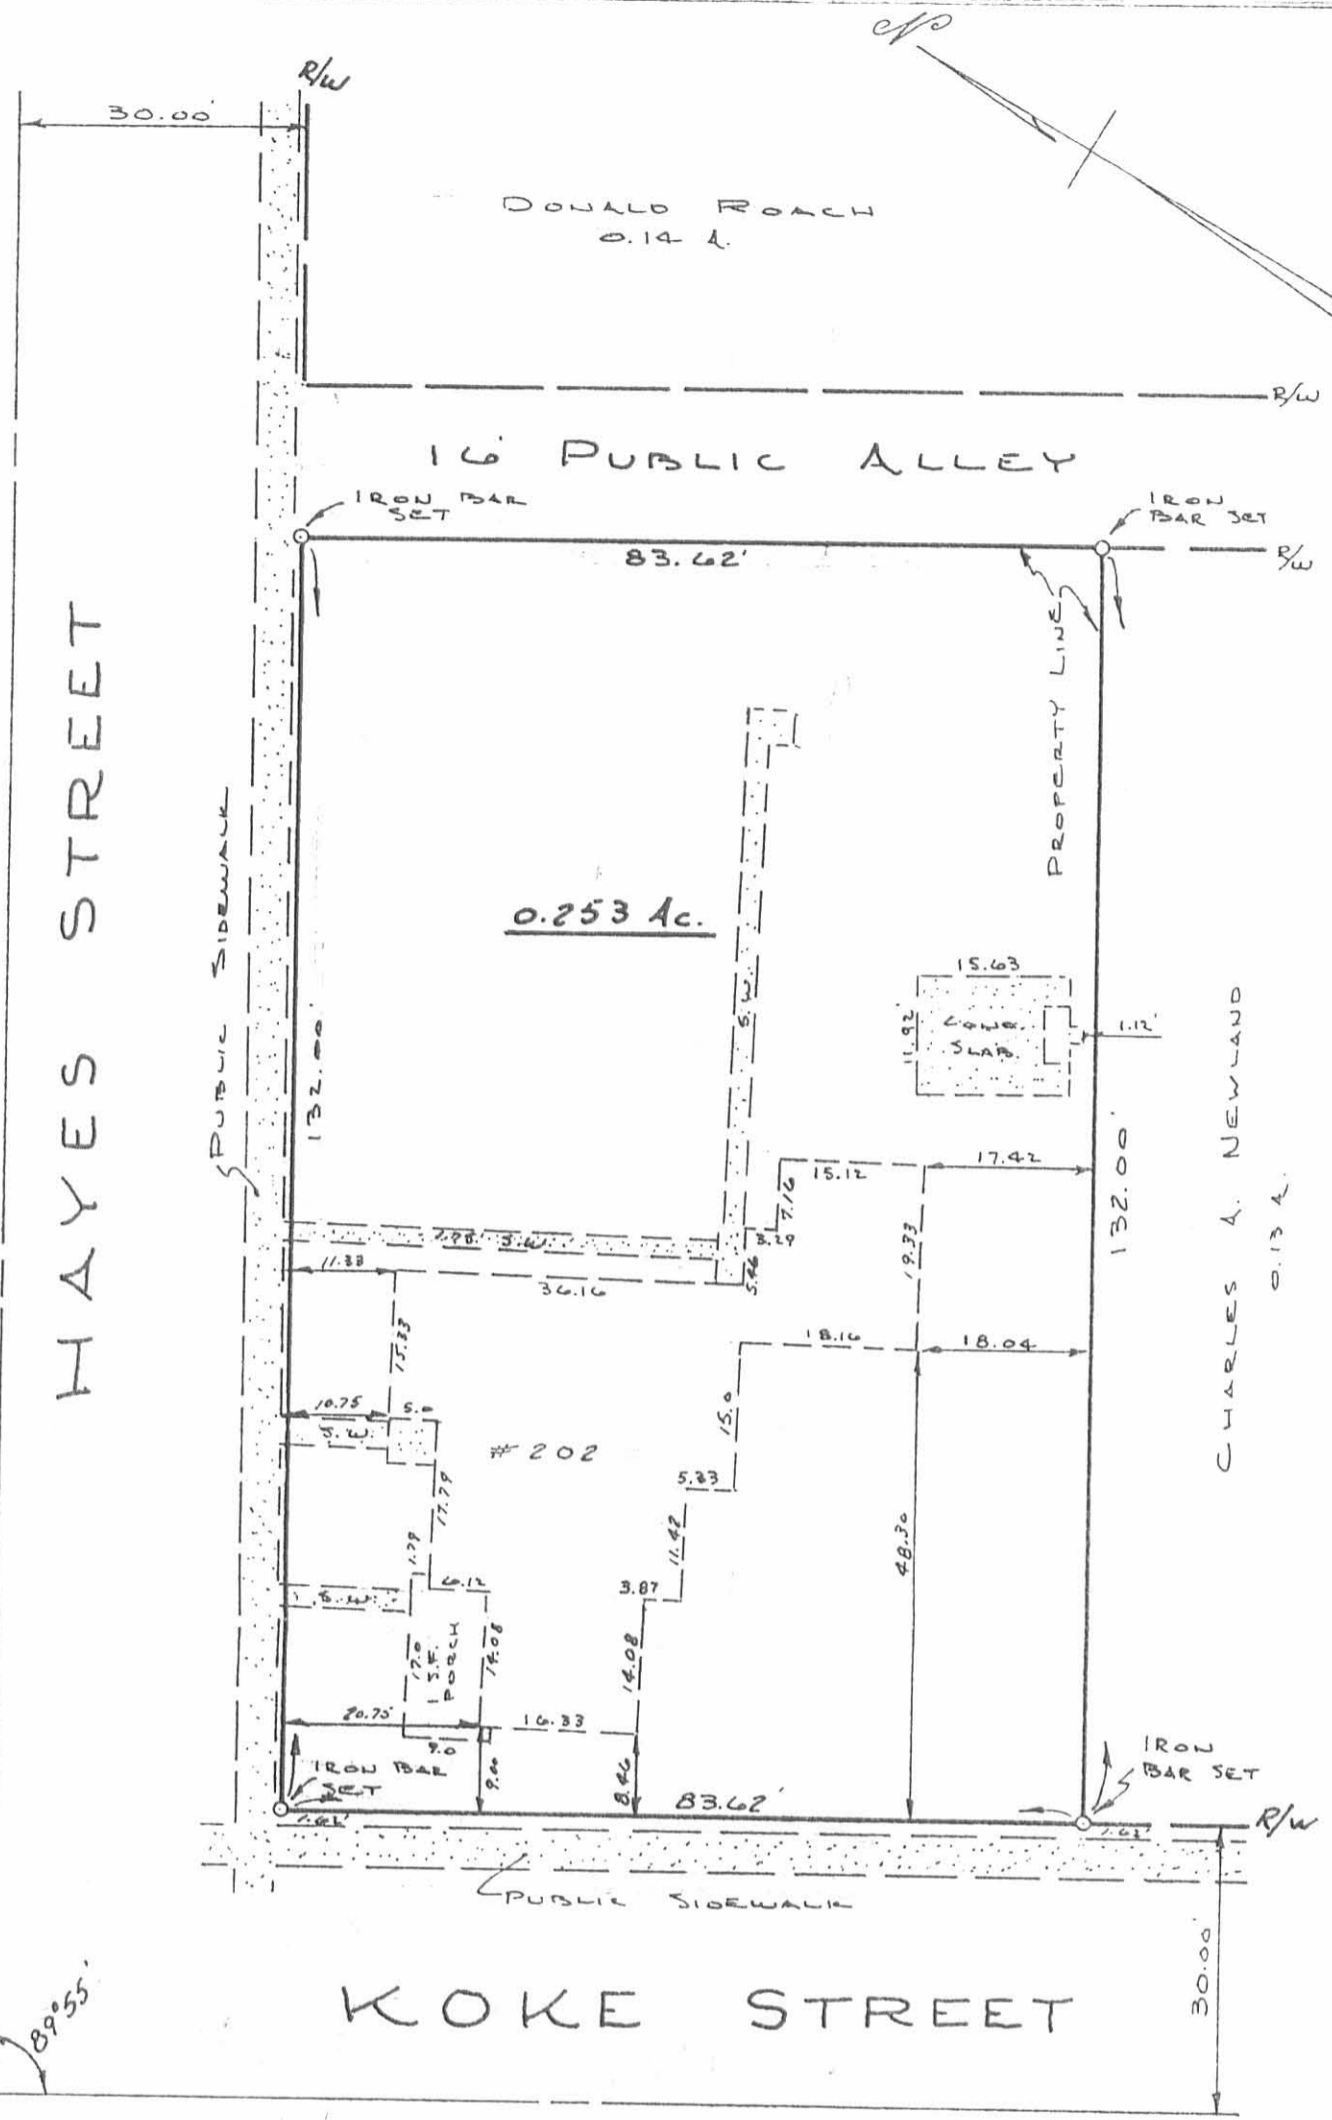 N
R/W
30.00'
DONALD ROACH
0.14 A.
R/W
16' PUBLIC ALLEY
IRON BAR
SET
IRON
BAR SET
83.62'
R/W
PROPERTY LINE
HAYES STREET
PUBLIC SIDEWALK
132.00'
0.253 Ac.
S.W.
15.63
11.92'
CONC.
SLAB
1.12'
CHARLES A. NEWLAND
0.13 A.
132.00'
17.42
15.12
7.16
3.29
5.46
19.33
S.W.
11.33
36.16
15.33
18.16
18.04
10.75
5.0
S.W.
#202
15.0
17.79
5.33
11.42
48.30
1.79
6.12
3.87
S.W.
17.0
1 S.F.
PORCH
14.08
14.08
20.75
16.33
9.0
9.00
8.46
IRON BAR
SET
IRON
BAR SET
83.62'
1.62'
1.62'
R/W
PUBLIC SIDEWALK
30.00'
KOKE STREET
89°55'